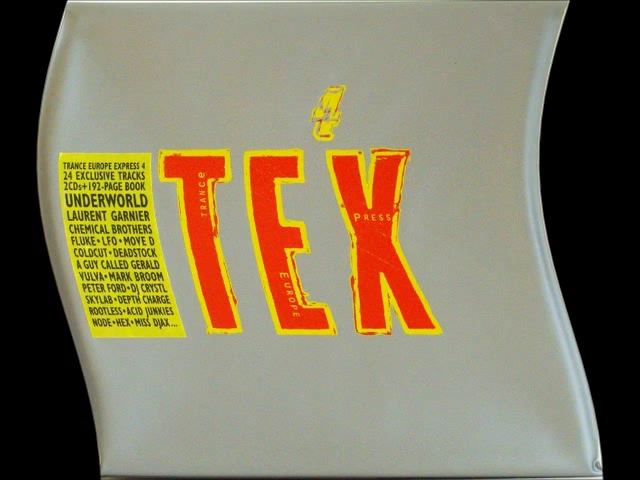 4
TRANCE EUROPE EXPRESS 4
24 EXCLUSIVE TRACKS
2CDs+192-PAGE BOOK
UNDERWORLD
LAURENT GARNIER
CHEMICAL BROTHERS
FLUKE•LFO•MOVE D
COLDCUT•DEADSTOCK
A GUY CALLED GERALD
VULVA•MARK BROOM
PETER FORD•DJ CRYSTL
SKYLAB•DEPTH CHARGE
ROOTLESS•ACID JUNKIES
NODE•HEX•MISS DJAX...
TEX
TRANCe
EUROPE
PRESS